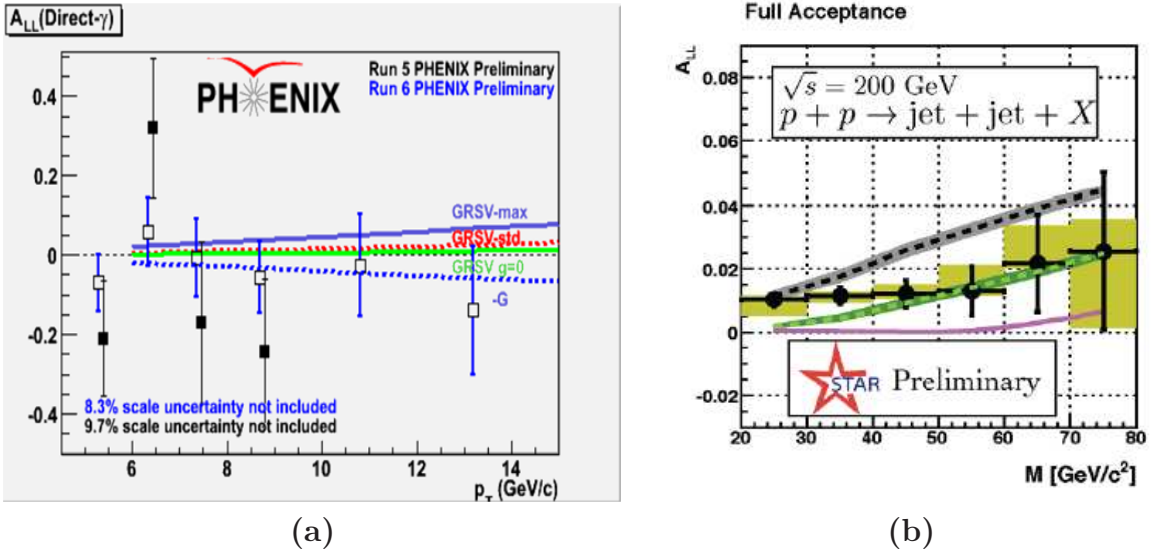 A_LL(Direct-γ)
PHENIX
Run 5 PHENIX Preliminary
Run 6 PHENIX Preliminary
0.4
0.2
0
-0.2
-0.4
GRSV-max
GRSV-std
GRSV g=0
-G
8.3% scale uncertainty not included
9.7% scale uncertainty not included
6 8 10 12 14
p_T (GeV/c)
(a)
Full Acceptance
A_LL
√s = 200 GeV
p + p → jet + jet + X
0.08
0.06
0.04
0.02
0
-0.02
STAR Preliminary
20 30 40 50 60 70 80
M [GeV/c²]
(b)